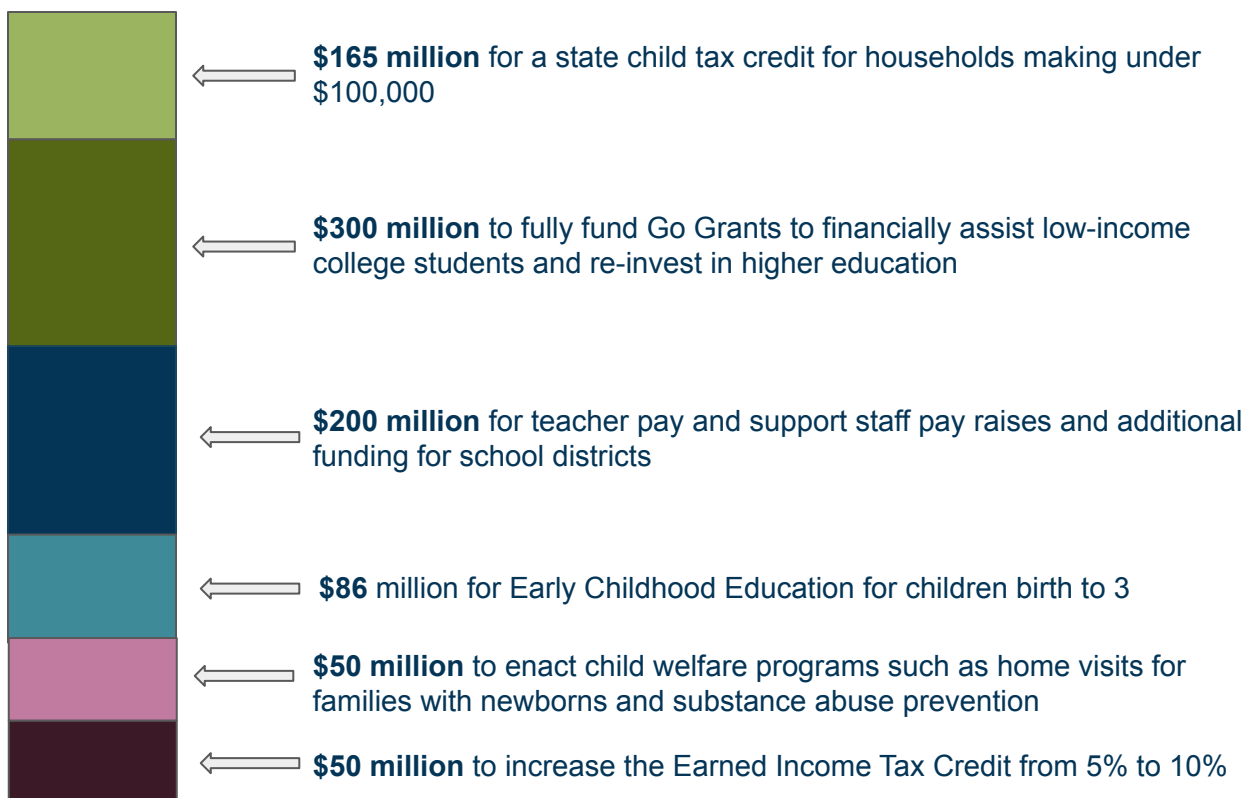 $165 million for a state child tax credit for households making under
$100,000
$300 million to fully fund Go Grants to financially assist low-income
college students and re-invest in higher education
$200 million for teacher pay and support staff pay raises and additional
funding for school districts
$86 million for Early Childhood Education for children birth to 3
$50 million to enact child welfare programs such as home visits for
families with newborns and substance abuse prevention
$50 million to increase the Earned Income Tax Credit from 5% to 10%